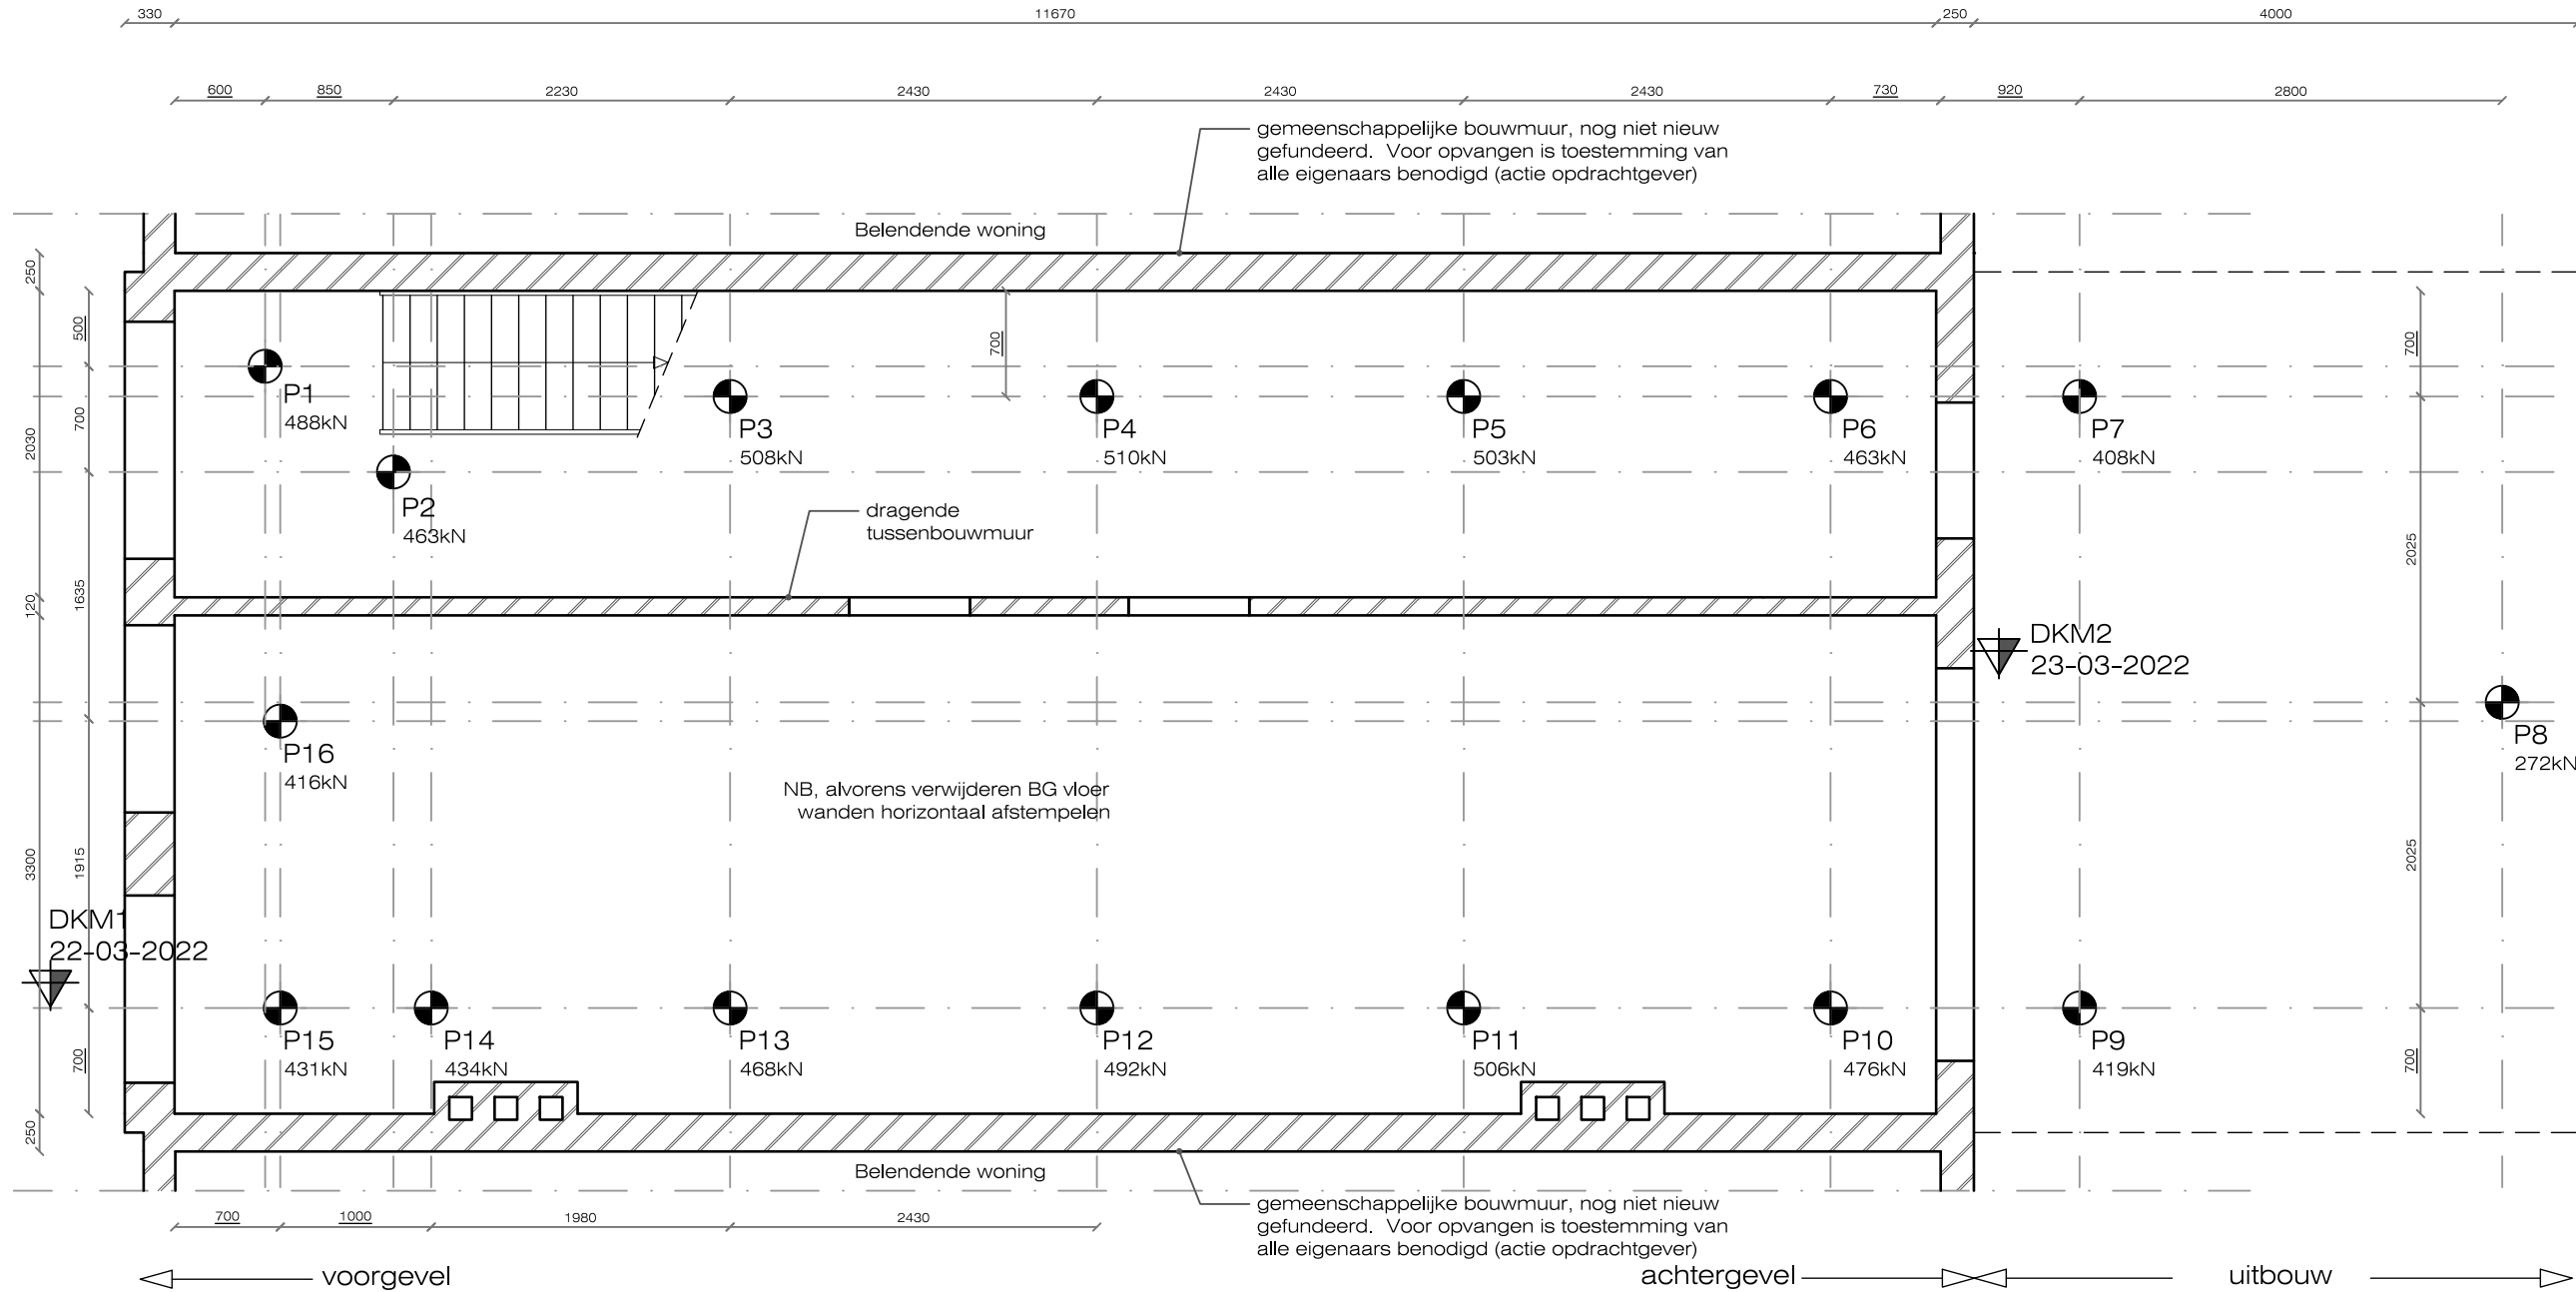 330
11670
250
4000
600
850
2230
2430
2430
2430
730
920
2800
gemeenschappelijke bouwmuur, nog niet nieuw
gefundeerd. Voor opvangen is toestemming van
alle eigenaars benodigd (actie opdrachtgever)
Belendende woning
250
500
700
700
P1
488kN
700
2030
P3
508kN
P4
510kN
P5
503kN
P6
463kN
P7
408kN
P2
463kN
dragende
tussenbouwmuur
2025
120
1635
DKM2
23-03-2022
P16
416kN
P8
272kN
NB, alvorens verwijderen BG vloer
wanden horizontaal afstempelen
3300
1915
2025
DKM1
22-03-2022
P15
431kN
P14
434kN
P13
468kN
P12
492kN
P11
506kN
P10
476kN
P9
419kN
700
700
250
Belendende woning
gemeenschappelijke bouwmuur, nog niet nieuw
gefundeerd. Voor opvangen is toestemming van
alle eigenaars benodigd (actie opdrachtgever)
700
1000
1980
2430
voorgevel
achtergevel
uitbouw